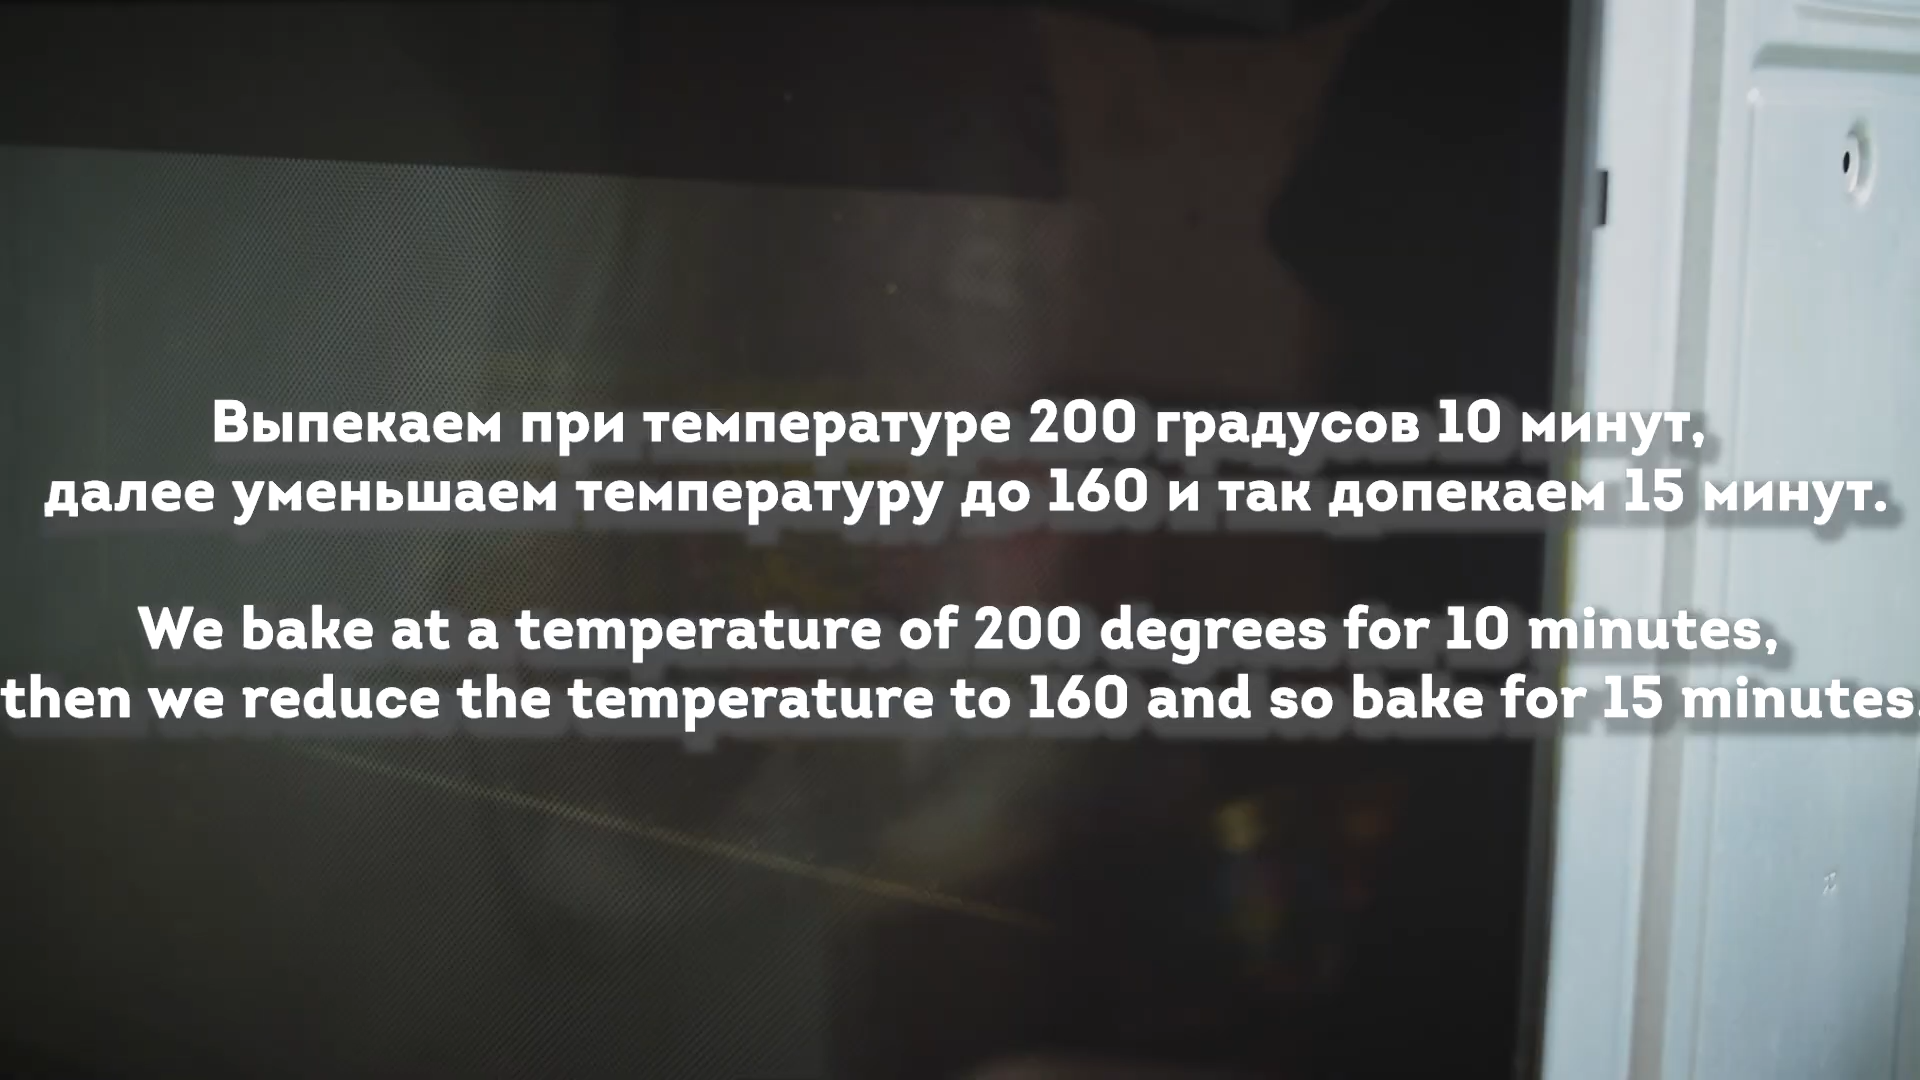 Выпекаем при температуре 200 градусов 10 минут,
далее уменьшаем температуру до 160 и так допекаем 15 минут.
We bake at a temperature of 200 degrees for 10 minutes,
then we reduce the temperature to 160 and so bake for 15 minutes.